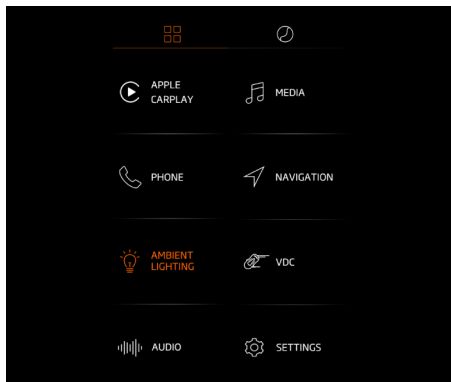 APPLE
CARPLAY
MEDIA
PHONE
NAVIGATION
AMBIENT
LIGHTING
VDC
AUDIO
SETTINGS